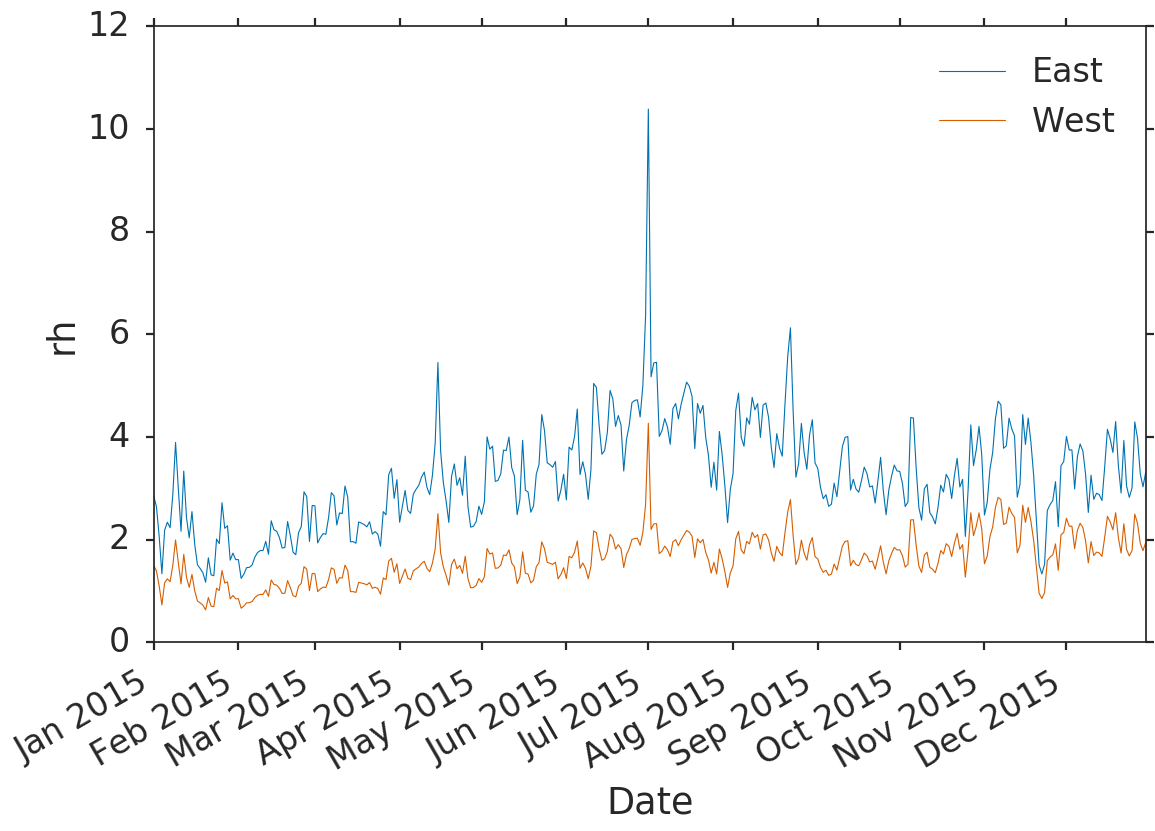 12
10
8
6
4
2
0
rh
East
West
Jan 2015
Feb 2015
Mar 2015
Apr 2015
May 2015
Jun 2015
Jul 2015
Aug 2015
Sep 2015
Oct 2015
Nov 2015
Dec 2015
Date